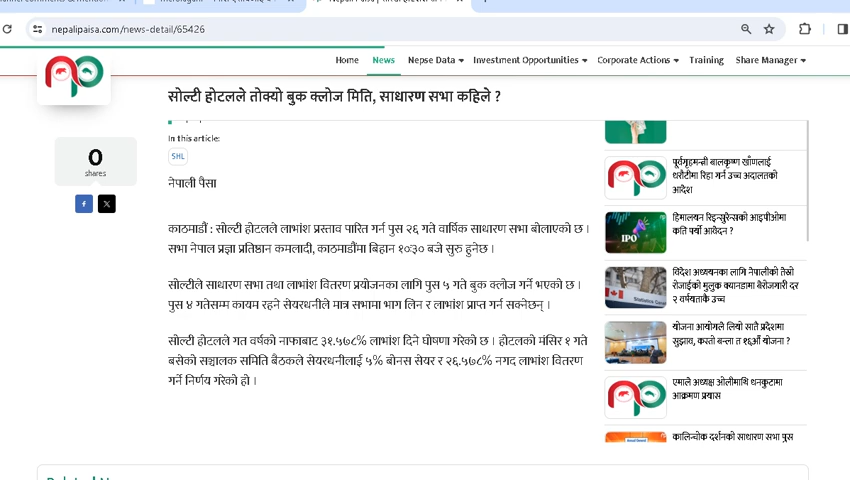 nepalipaisa.com/news-detail/65426
Home News Nepse Data Investment Opportunities Corporate Actions Training Share Manager
सोल्टी होटलले तोक्यो बुक क्लोज मिति, साधारण सभा कहिले ?
In this article:
SHL
0
shares
नेपाली पैसा
काठमाडौं : सोल्टी होटलले लाभांश प्रस्ताव पारित गर्न पुस २६ गते वार्षिक साधारण सभा बोलाएको छ ।
सभा नेपाल प्रज्ञा प्रतिष्ठान कमलादी, काठमाडौंमा बिहान १०:३० बजे सुरु हुनेछ ।
सोल्टीले साधारण सभा तथा लाभांश वितरण प्रयोजनका लागि पुस ५ गते बुक क्लोज गर्ने भएको छ ।
पुस ४ गतेसम्म कायम रहने सेयरधनीले मात्र सभामा भाग लिन र लाभांश प्राप्त गर्न सक्नेछन् ।
सोल्टी होटलले गत वर्षको नाफाबाट ३१.५७८% लाभांश दिने घोषणा गरेको छ । होटलको मंसिर १ गते
बसेको सञ्चालक समिति बैठकले सेयरधनीलाई ५% बोनस सेयर र २६.५७८% नगद लाभांश वितरण
गर्ने निर्णय गरेको हो ।
पूर्वगृहमन्त्री बालकृष्ण खाँणलाई
धरौटीमा रिहा गर्न उच्च अदालतको
आदेश
IPO
हिमालयन रिइन्सुरेन्सको आइपीओमा
कति पर्यो आवेदन ?
Statistics
विदेश अध्ययनका लागि नेपालीको तेस्रो
रोजाईको मुलुक क्यानडामा बेरोजगारी दर
२ वर्षयताकै उच्च
योजना आयोगले लियो सातै प्रदेशमा
सुझाव, कस्तो बन्ला त १६औँ योजना ?
एमाले अध्यक्ष ओलीमाथि धनकुटामा
आक्रमण प्रयास
कालिन्चोक दर्शनको साधारण सभा पुस